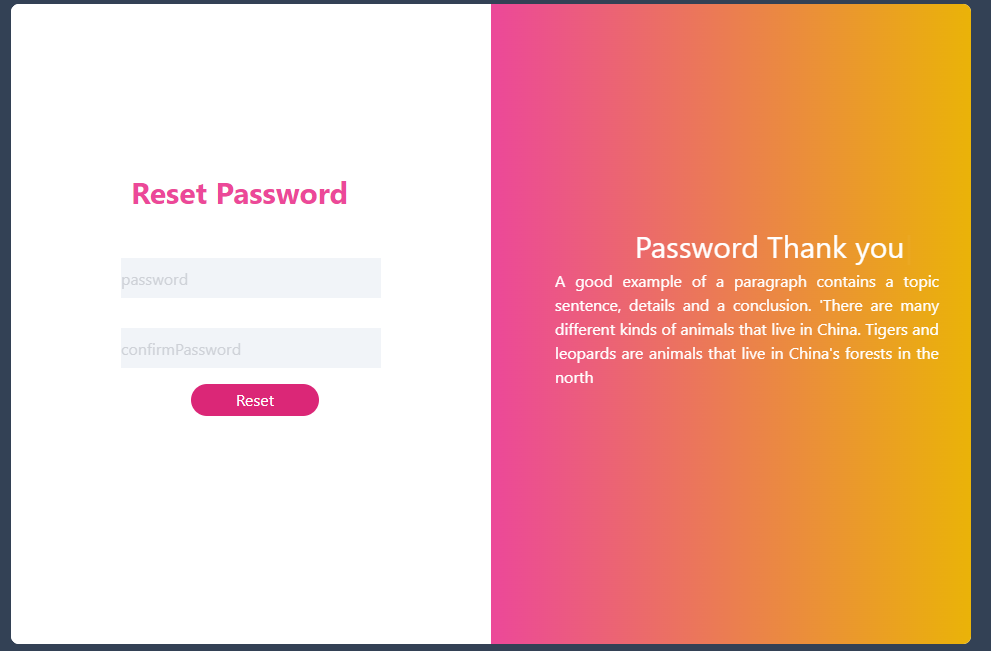 Reset Password
password
confirmPassword
Reset
Password Thank you
A good example of a paragraph contains a topic
sentence, details and a conclusion. 'There are many
different kinds of animals that live in China. Tigers and
leopards are animals that live in China's forests in the
north